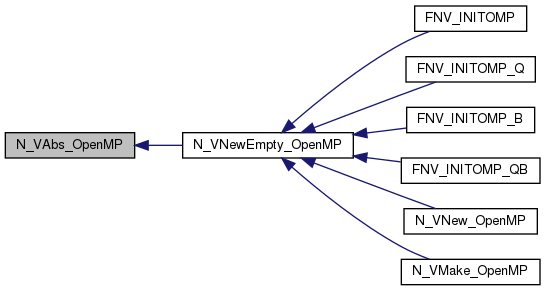 N_VAbs_OpenMP
N_VNewEmpty_OpenMP
FNV_INITOMP
FNV_INITOMP_Q
FNV_INITOMP_B
FNV_INITOMP_QB
N_VNew_OpenMP
N_VMake_OpenMP